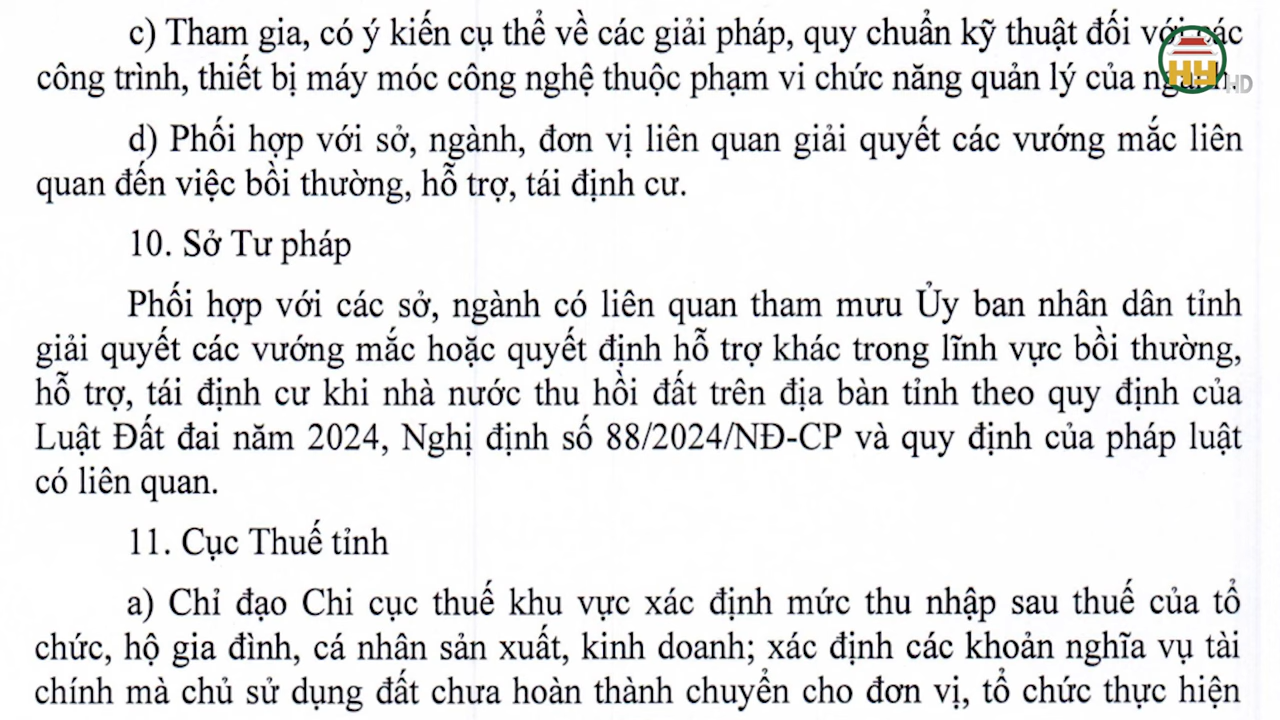 c) Tham gia, có ý kiến cụ thể về các giải pháp, quy chuẩn kỹ thuật đối với các
công trình, thiết bị máy móc công nghệ thuộc phạm vi chức năng quản lý của ngành.
d) Phối hợp với sở, ngành, đơn vị liên quan giải quyết các vướng mắc liên
quan đến việc bồi thường, hỗ trợ, tái định cư.
10. Sở Tư pháp
Phối hợp với các sở, ngành có liên quan tham mưu Ủy ban nhân dân tỉnh
giải quyết các vướng mắc hoặc quyết định hỗ trợ khác trong lĩnh vực bồi thường,
hỗ trợ, tái định cư khi nhà nước thu hồi đất trên địa bàn tỉnh theo quy định của
Luật Đất đai năm 2024, Nghị định số 88/2024/NĐ-CP và quy định của pháp luật
có liên quan.
11. Cục Thuế tỉnh
a) Chỉ đạo Chi cục thuế khu vực xác định mức thu nhập sau thuế của tổ
chức, hộ gia đình, cá nhân sản xuất, kinh doanh; xác định các khoản nghĩa vụ tài
chính mà chủ sử dụng đất chưa hoàn thành chuyển cho đơn vị, tổ chức thực hiện
HY HD